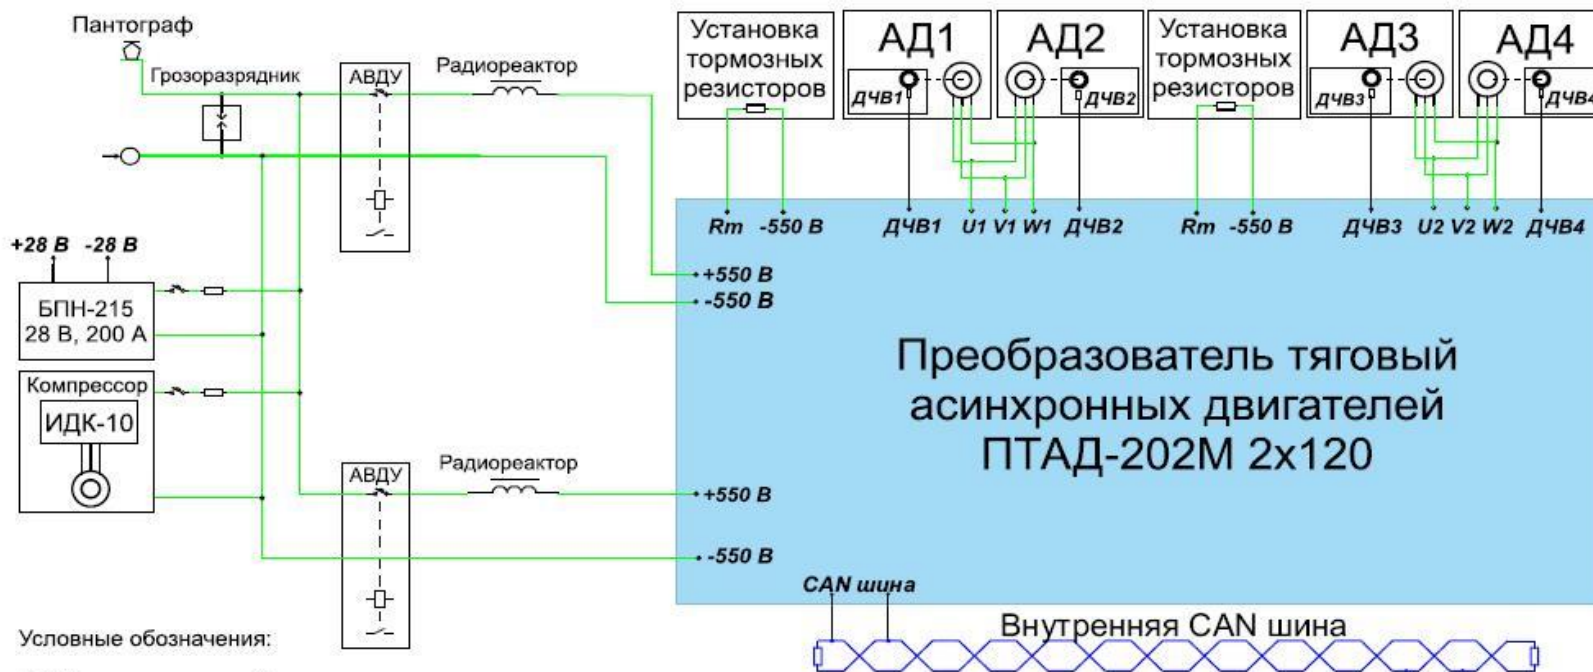 Пантограф
Грозоразрядник
АВДУ
Радиореактор
Установка
тормозных
резисторов
АД1
ДЧВ1
АД2
ДЧВ2
Установка
тормозных
резисторов
АД3
ДЧВ3
АД4
ДЧВ4
Rm -550 В ДЧВ1 U1 V1 W1 ДЧВ2 Rm -550 В ДЧВ3 U2 V2 W2 ДЧВ4
+28 В -28 В
+550 В
-550 В
БПН-215
28 В, 200 А
Компрессор
ИДК-10
Преобразователь тяговый
асинхронных двигателей
ПТАД-202М 2х120
АВДУ
Радиореактор
+550 В
-550 В
CAN шина
Внутренняя CAN шина
Условные обозначения: